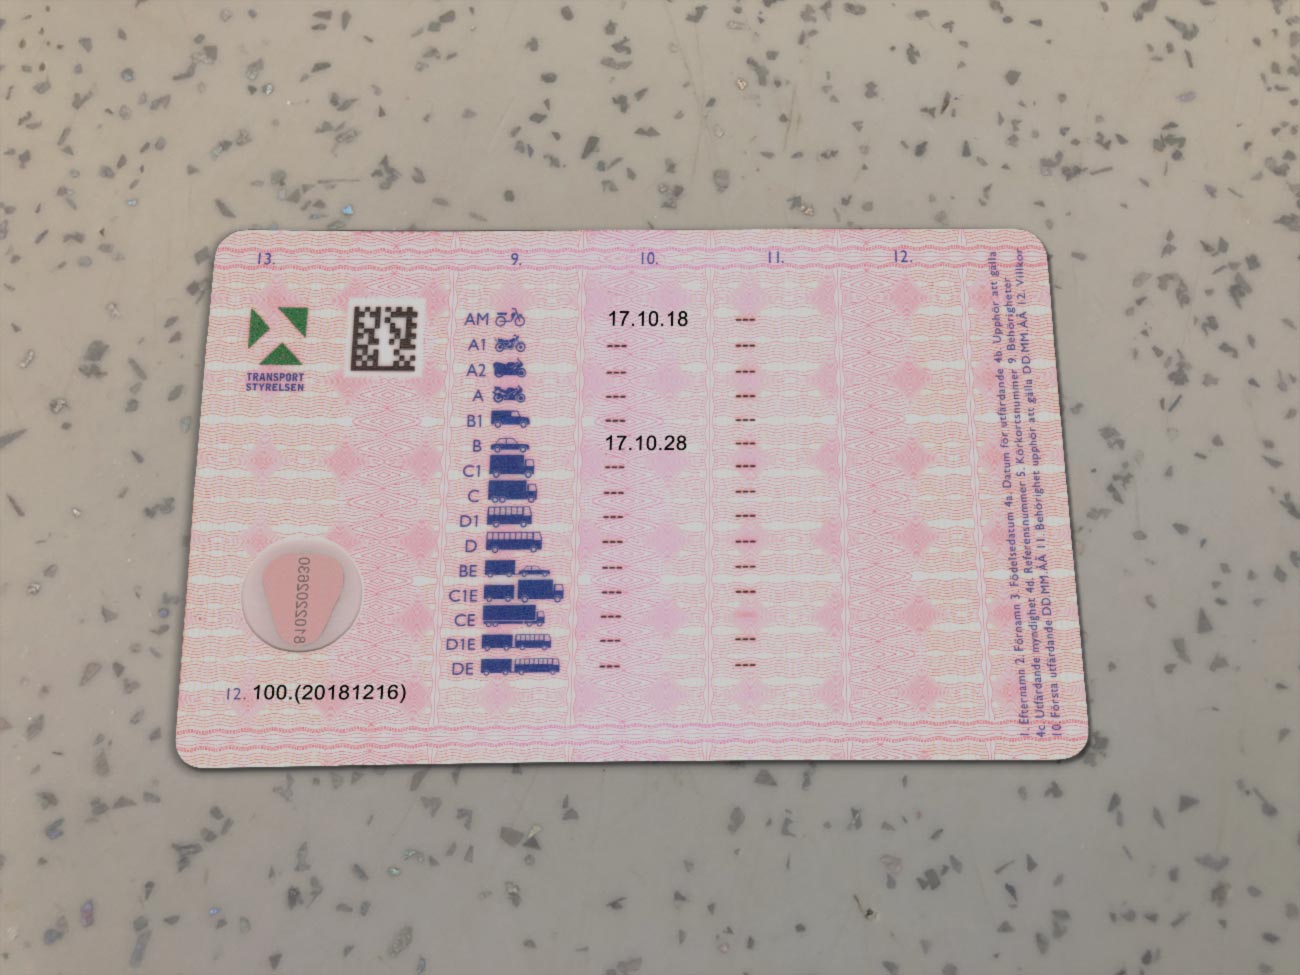 13. 9. 10. 11. 12.
TRANSPORT
STYRELSEN
AM 17.10.18 ---
A1 --- ---
A2 --- ---
A --- ---
B1 --- ---
B 17.10.28 ---
C1 --- ---
C --- ---
D1 --- ---
D --- ---
BE --- ---
C1E --- ---
CE ---
D1E --- ---
DE --- ---
8102202630
12. 100.(20181216)
1. Efternamn 2. Förnamn 3. Födelsedatum 4a. Datum för utfärdande 4b. Upphör att gälla
4c. Utfärdande myndighet 4d. Referensnummer 5. Körkortsnummer 9. Behörigheter
10. Första utfärdande DD.MM.ÅÅ 11. Behörighet upphör att gälla DD.MM.ÅÅ 12. Villkor